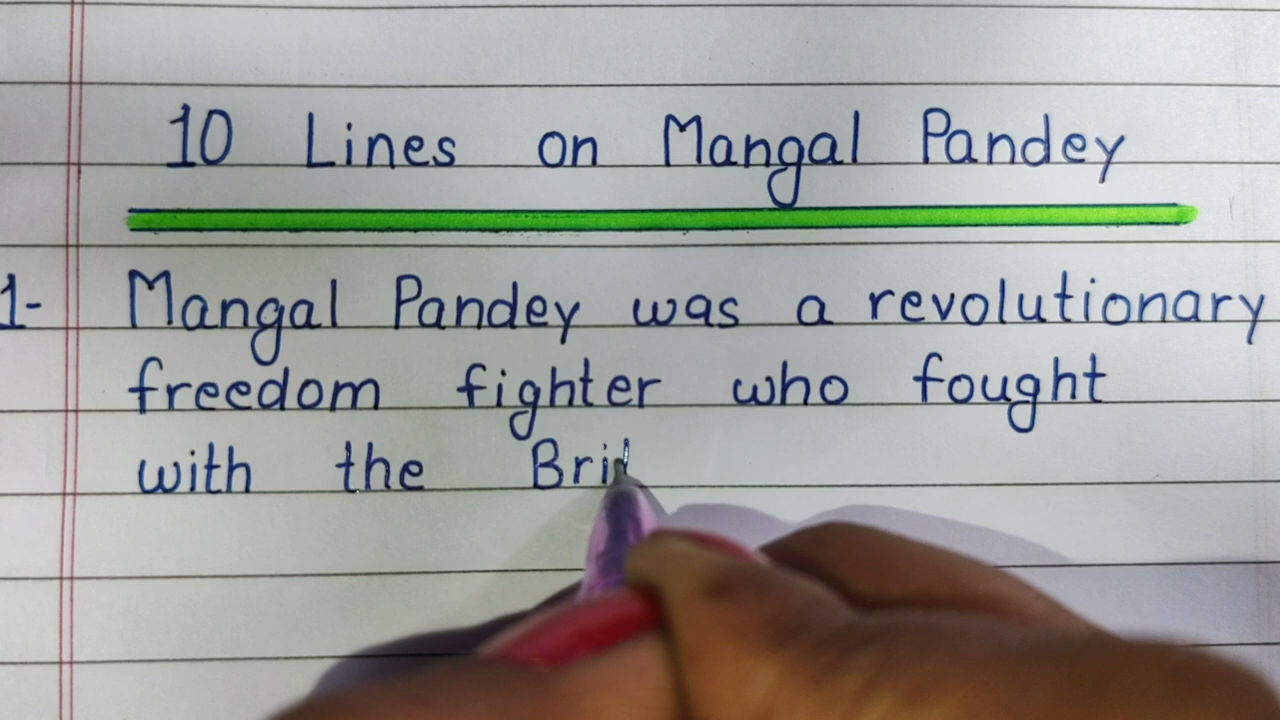 10 Lines on Mangal Pandey
1- Mangal Pandey was a revolutionary
freedom fighter who fought
with the Bri